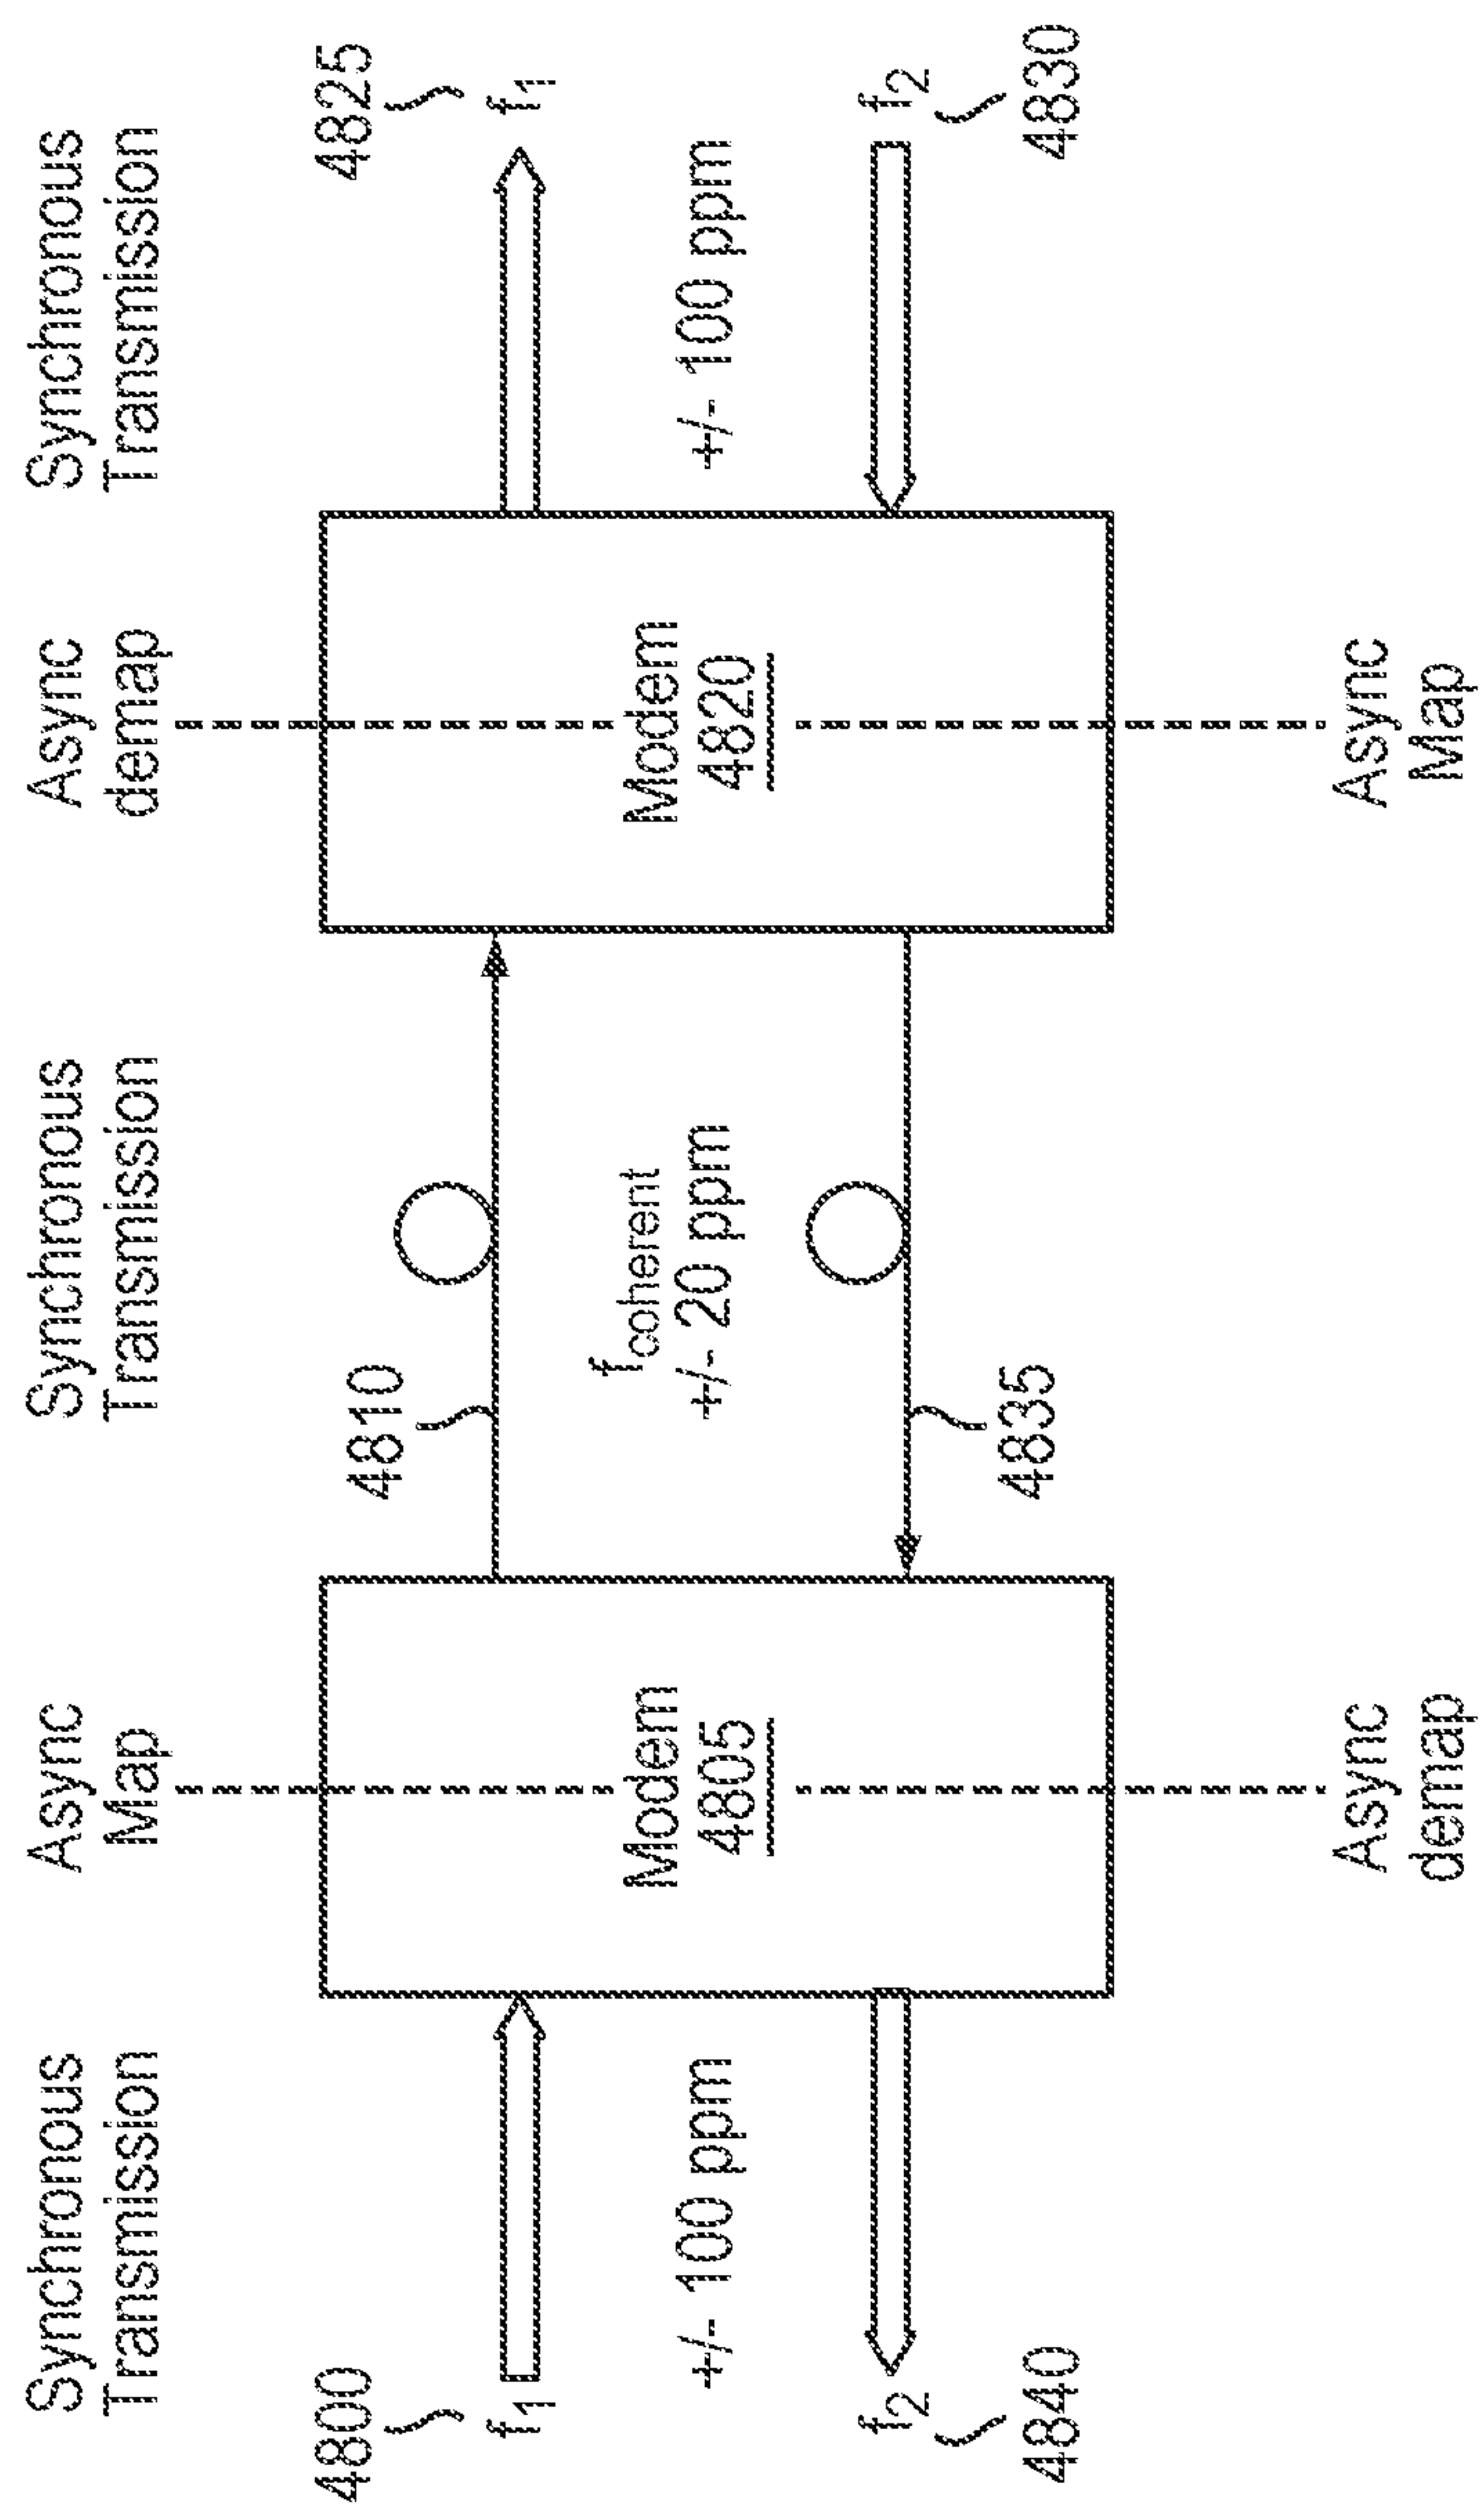 Synchronous
Transmission
Async
Map
Synchronous
Transmission
Async
demap
Synchronous
Transmission
4800
f1
+/- 100 ppm
f2
4840
Modem
4805
4810
fcoherent
+/- 20 ppm
4835
Modem
4820
4825
f1
+/- 100 ppm
f2
4830
Async
demap
Async
Map